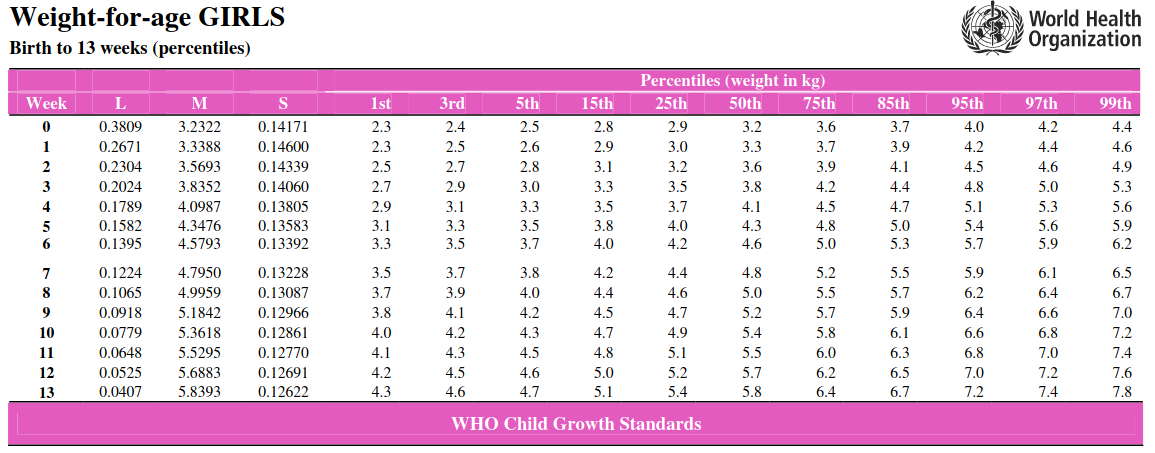 Weight-for-age GIRLS
Birth to 13 weeks (percentiles)
World Health
Organization
Percentiles (weight in kg)
Week L M S 1st 3rd 5th 15th 25th 50th 75th 85th 95th 97th 99th
0 0.3809 3.2322 0.14171 2.3 2.4 2.5 2.8 2.9 3.2 3.6 3.7 4.0 4.2 4.4
1 0.2671 3.3388 0.14600 2.3 2.5 2.6 2.9 3.0 3.3 3.7 3.9 4.2 4.4 4.6
2 0.2304 3.5693 0.14339 2.5 2.7 2.8 3.1 3.2 3.6 3.9 4.1 4.5 4.6 4.9
3 0.2024 3.8352 0.14060 2.7 2.9 3.0 3.3 3.5 3.8 4.2 4.4 4.8 5.0 5.3
4 0.1789 4.0987 0.13805 2.9 3.1 3.3 3.5 3.7 4.1 4.5 4.7 5.1 5.3 5.6
5 0.1582 4.3476 0.13583 3.1 3.3 3.5 3.8 4.0 4.3 4.8 5.0 5.4 5.6 5.9
6 0.1395 4.5793 0.13392 3.3 3.5 3.7 4.0 4.2 4.6 5.0 5.3 5.7 5.9 6.2
7 0.1224 4.7950 0.13228 3.5 3.7 3.8 4.2 4.4 4.8 5.2 5.5 5.9 6.1 6.5
8 0.1065 4.9959 0.13087 3.7 3.9 4.0 4.4 4.6 5.0 5.5 5.7 6.2 6.4 6.7
9 0.0918 5.1842 0.12966 3.8 4.1 4.2 4.5 4.7 5.2 5.7 5.9 6.4 6.6 7.0
10 0.0779 5.3618 0.12861 4.0 4.2 4.3 4.7 4.9 5.4 5.8 6.1 6.6 6.8 7.2
11 0.0648 5.5295 0.12770 4.1 4.3 4.5 4.8 5.1 5.5 6.0 6.3 6.8 7.0 7.4
12 0.0525 5.6883 0.12691 4.2 4.5 4.6 5.0 5.2 5.7 6.2 6.5 7.0 7.2 7.6
13 0.0407 5.8393 0.12622 4.3 4.6 4.7 5.1 5.4 5.8 6.4 6.7 7.2 7.4 7.8
WHO Child Growth Standards